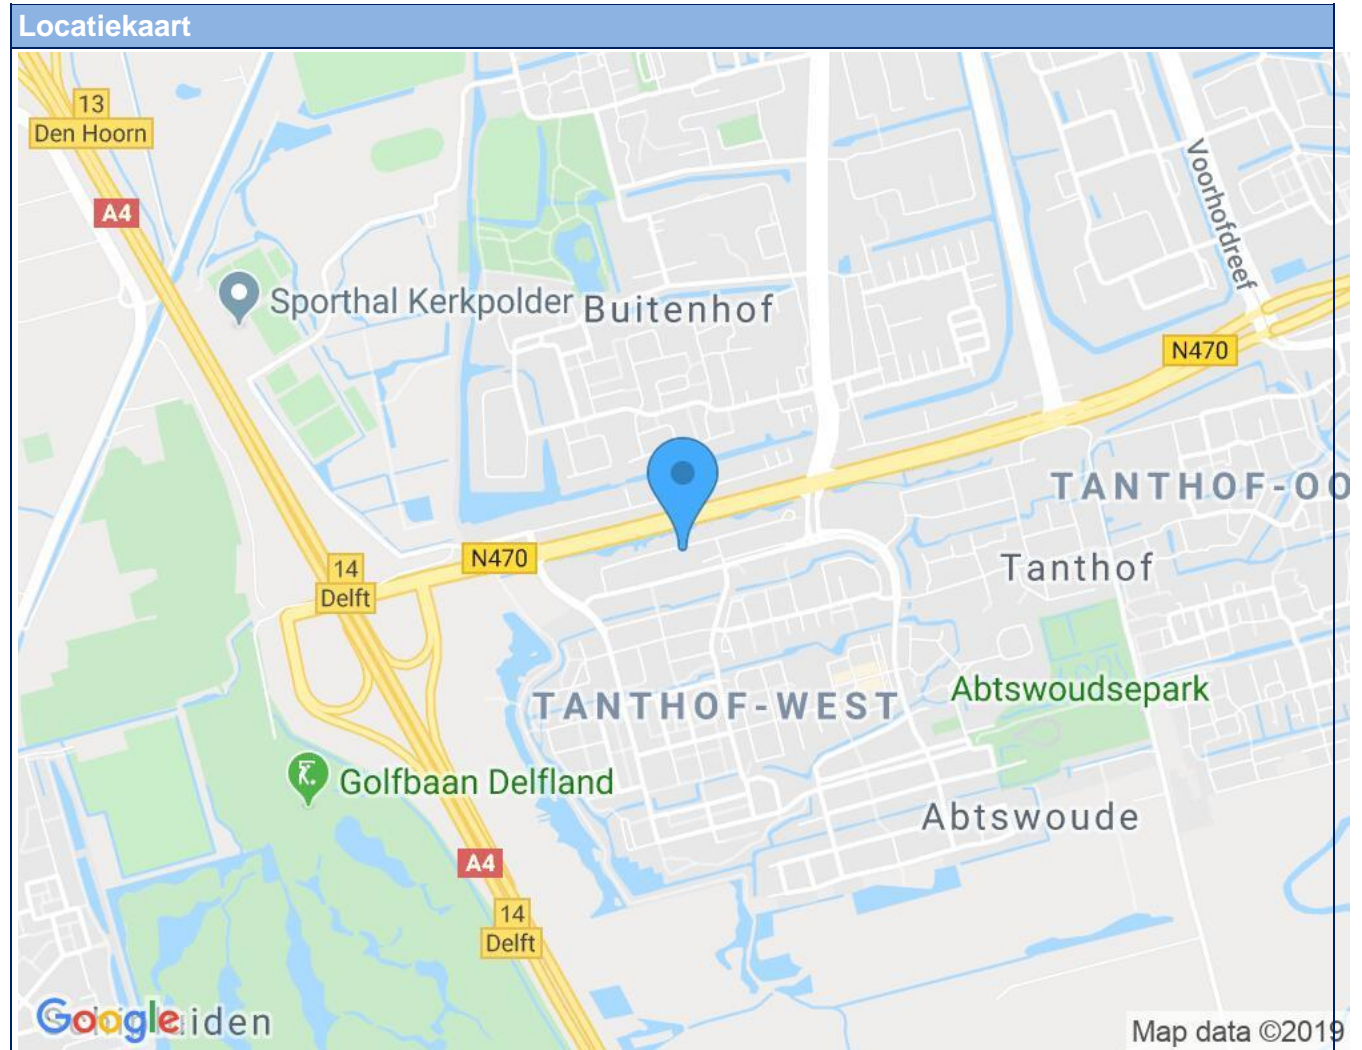 Locatiekaart
13
Den Hoorn
A4
Voorhofdreef
Sporthal Kerkpolder
Buitenhof
N470
TANTHOF-OO
N470
14
Delft
Tanthof
Abtswoudsepark
TANTHOF-WEST
Golfbaan Delfland
Abtswoude
A4
14
Delft
Google
iden
Map data ©2019